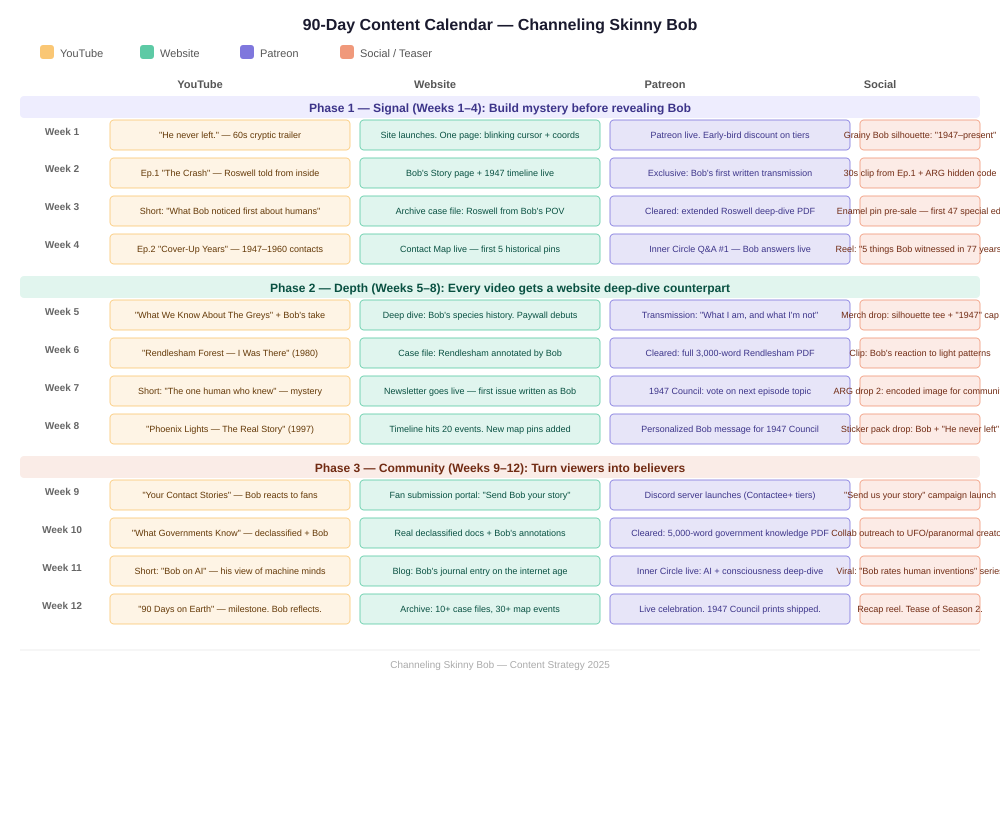 90-Day Content Calendar — Channeling Skinny Bob
YouTube Website Patreon Social / Teaser
YouTube Website Patreon Social
Phase 1 — Signal (Weeks 1–4): Build mystery before revealing Bob
Week 1 "He never left." — 60s cryptic trailer Site launches. One page: blinking cursor + coords Patreon live. Early-bird discount on tiers Grainy Bob silhouette: "1947–present"
Week 2 Ep.1 "The Crash" — Roswell told from inside Bob's Story page + 1947 timeline live Exclusive: Bob's first written transmission 30s clip from Ep.1 + ARG hidden code
Week 3 Short: "What Bob noticed first about humans" Archive case file: Roswell from Bob's POV Cleared: extended Roswell deep-dive PDF Enamel pin pre-sale — first 47 special ed
Week 4 Ep.2 "Cover-Up Years" — 1947–1960 contacts Contact Map live — first 5 historical pins Inner Circle Q&A #1 — Bob answers live Reel: "5 things Bob witnessed in 77 years
Phase 2 — Depth (Weeks 5–8): Every video gets a website deep-dive counterpart
Week 5 "What We Know About The Greys" + Bob's take Deep dive: Bob's species history. Paywall debuts Transmission: "What I am, and what I'm not" Merch drop: silhouette tee + "1947" cap
Week 6 "Rendlesham Forest — I Was There" (1980) Case file: Rendlesham annotated by Bob Cleared: full 3,000-word Rendlesham PDF Clip: Bob's reaction to light patterns
Week 7 Short: "The one human who knew" — mystery Newsletter goes live — first issue written as Bob 1947 Council: vote on next episode topic ARG drop 2: encoded image for communi
Week 8 "Phoenix Lights — The Real Story" (1997) Timeline hits 20 events. New map pins added Personalized Bob message for 1947 Council Sticker pack drop: Bob + "He never left"
Phase 3 — Community (Weeks 9–12): Turn viewers into believers
Week 9 "Your Contact Stories" — Bob reacts to fans Fan submission portal: "Send Bob your story" Discord server launches (Contactee+ tiers) "Send us your story" campaign launch
Week 10 "What Governments Know" — declassified + Bob Real declassified docs + Bob's annotations Cleared: 5,000-word government knowledge PDF Collab outreach to UFO/paranormal creato
Week 11 Short: "Bob on AI" — his view of machine minds Blog: Bob's journal entry on the internet age Inner Circle live: AI + consciousness deep-dive Viral: "Bob rates human inventions" serie
Week 12 "90 Days on Earth" — milestone. Bob reflects. Archive: 10+ case files, 30+ map events Live celebration. 1947 Council prints shipped. Recap reel. Tease of Season 2.
Channeling Skinny Bob — Content Strategy 2025